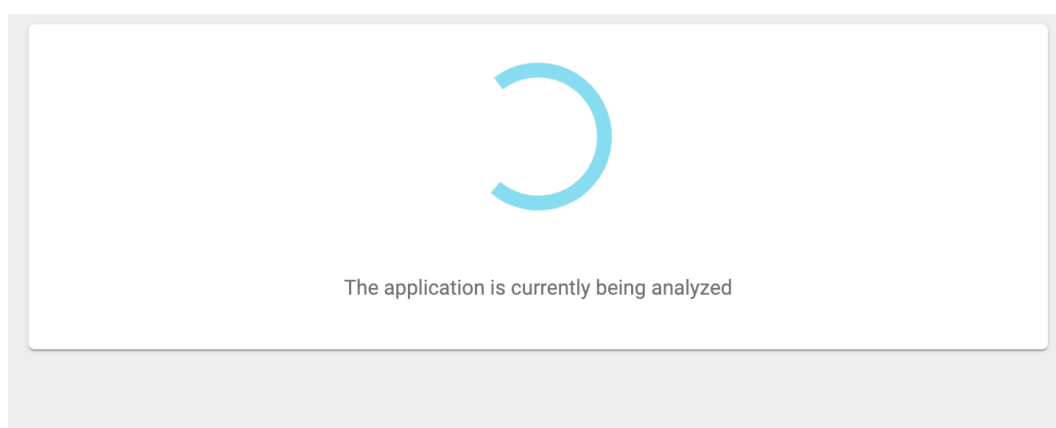 The application is currently being analyzed